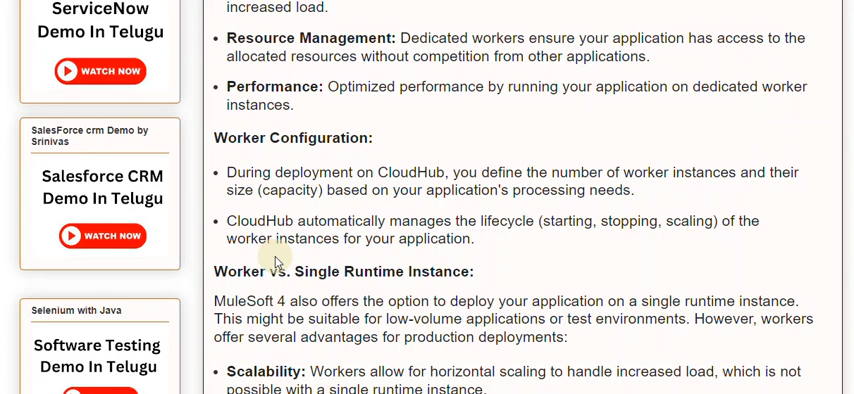 ServiceNow
Demo In Telugu
WATCH NOW
SalesForce crm Demo by
Srinivas
Salesforce CRM
Demo In Telugu
WATCH NOW
Selenium with Java
Software Testing
Demo In Telugu
increased load.
• Resource Management: Dedicated workers ensure your application has access to the
allocated resources without competition from other applications.
• Performance: Optimized performance by running your application on dedicated worker
instances.
Worker Configuration:
• During deployment on CloudHub, you define the number of worker instances and their
size (capacity) based on your application's processing needs.
• CloudHub automatically manages the lifecycle (starting, stopping, scaling) of the
worker instances for your application.
Worker vs. Single Runtime Instance:
MuleSoft 4 also offers the option to deploy your application on a single runtime instance.
This might be suitable for low-volume applications or test environments. However, workers
offer several advantages for production deployments:
• Scalability: Workers allow for horizontal scaling to handle increased load, which is not
possible with a single runtime instance.